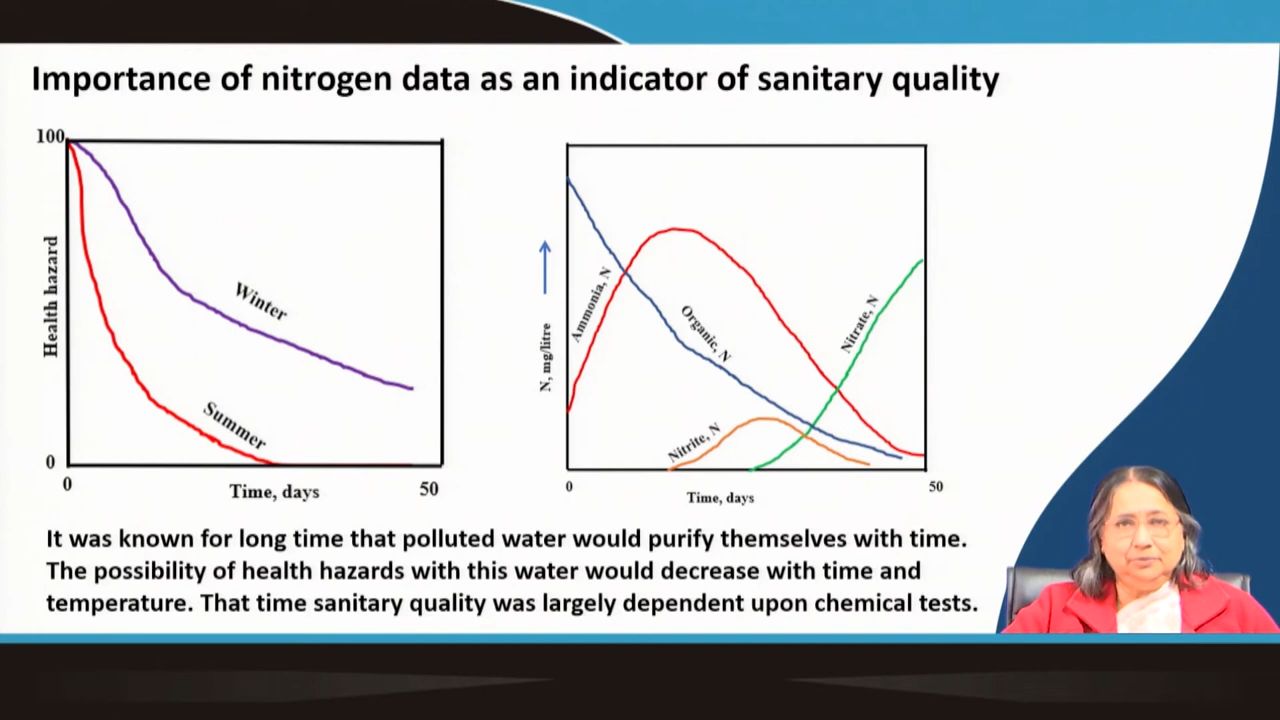 Importance of nitrogen data as an indicator of sanitary quality
100
Health hazard
Winter
Summer
0
0
Time, days
50
N, mg/litre
Ammonia, N
Organic, N
Nitrite, N
Nitrate, N
0
Time, days
50
It was known for long time that polluted water would purify themselves with time.
The possibility of health hazards with this water would decrease with time and
temperature. That time sanitary quality was largely dependent upon chemical tests.